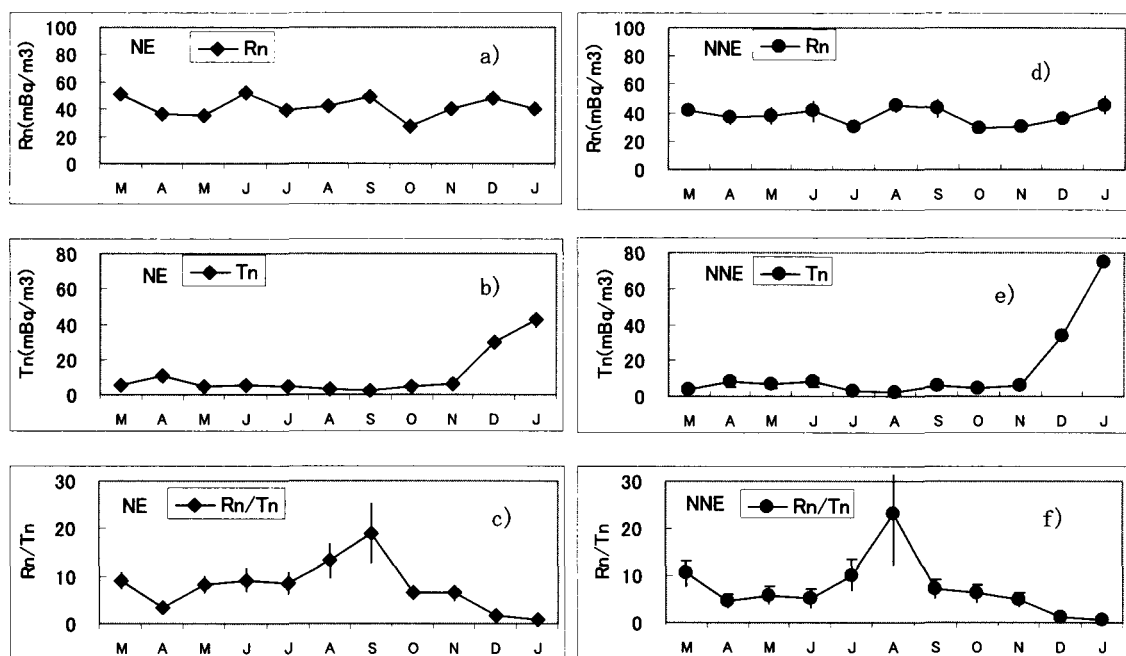 100
NE
Rn
a)
80
60
40
20
0
Rn(mBq/m3)
M A M J J A S O N D J
100
NNE
Rn
d)
80
60
40
20
0
Rn(mBq/m3)
M A M J J A S O N D J
80
NE
Tn
b)
60
40
20
0
Tn(mBq/m3)
M A M J J A S O N D J
80
NNE
Tn
e)
60
40
20
0
Tn(mBq/m3)
M A M J J A S O N D J
30
NE
Rn/Tn
c)
20
10
0
Rn/Tn
M A M J J A S O N D J
30
NNE
Rn/Tn
f)
20
10
0
Rn/Tn
M A M J J A S O N D J